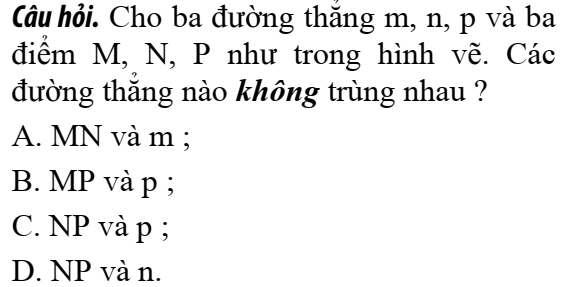 Câu hỏi. Cho ba đường thẳng m, n, p và ba
điểm M, N, P như trong hình vẽ. Các
đường thẳng nào không trùng nhau ?
A. MN và m ;
B. MP và p ;
C. NP và p ;
D. NP và n.